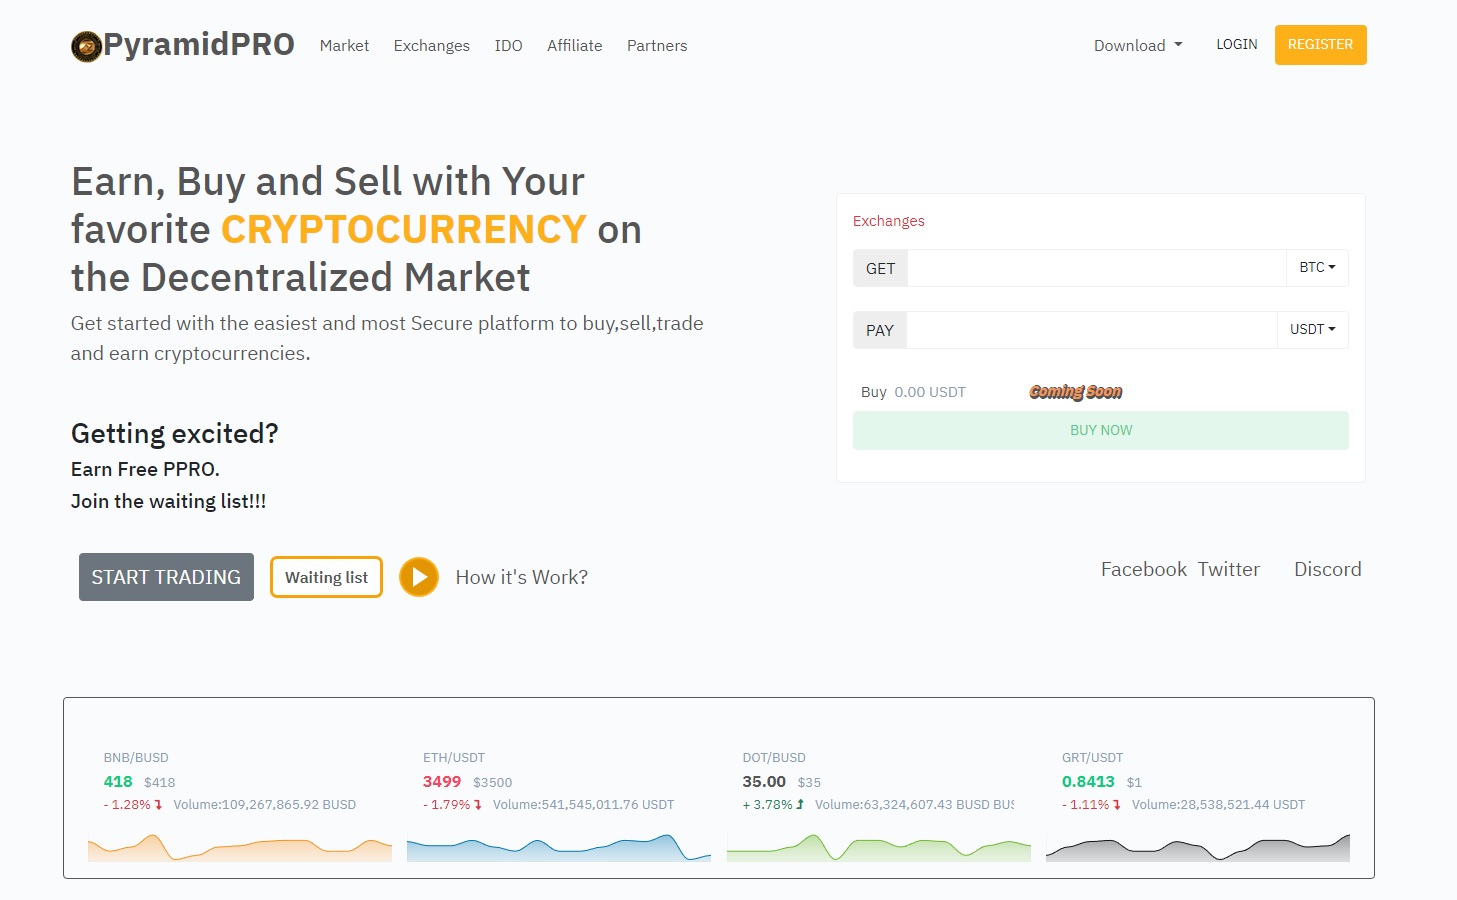 PyramidPRO Market Exchanges IDO Affiliate Partners Download LOGIN REGISTER
Earn, Buy and Sell with Your
favorite CRYPTOCURRENCY on
the Decentralized Market
Get started with the easiest and most Secure platform to buy,sell,trade
and earn cryptocurrencies.
Getting excited?
Earn Free PPRO.
Join the waiting list!!!
START TRADING Waiting list How it's Work?
Exchanges
GET BTC
PAY USDT
Buy 0.00 USDT Coming Soon
BUY NOW
Facebook Twitter Discord
BNB/BUSD
418 $418
- 1.28% Volume:109,267,865.92 BUSD
ETH/USDT
3499 $3500
- 1.79% Volume:541,545,011.76 USDT
DOT/BUSD
35.00 $35
+ 3.78% Volume:63,324,607.43 BUSD BUS
GRT/USDT
0.8413 $1
- 1.11% Volume:28,538,521.44 USDT